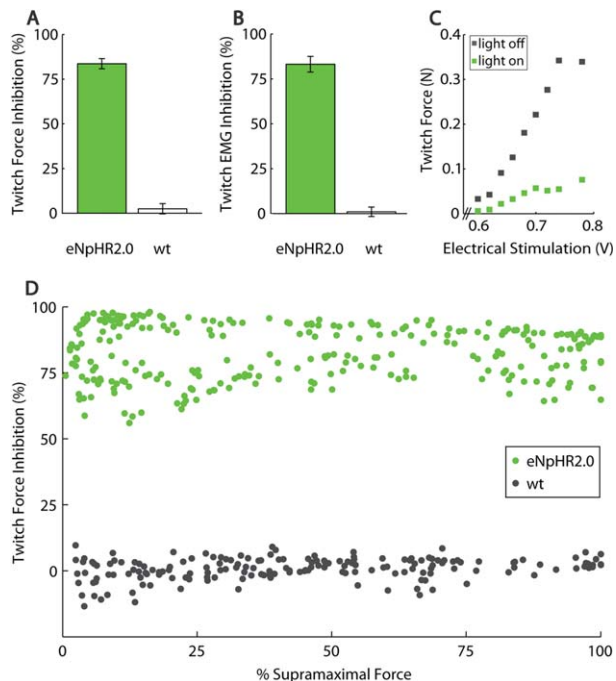 A
Twitch Force Inhibition (%)
100
75
50
25
0
eNpHR2.0 wt
B
Twitch EMG Inhibition (%)
100
75
50
25
0
eNpHR2.0 wt
C
Twitch Force (N)
light off
light on
0.4
0.3
0.2
0.1
0
0.6 0.7 0.8
Electrical Stimulation (V)
D
Twitch Force Inhibition (%)
100
75
50
25
0
eNpHR2.0
wt
0 25 50 75 100
% Supramaximal Force